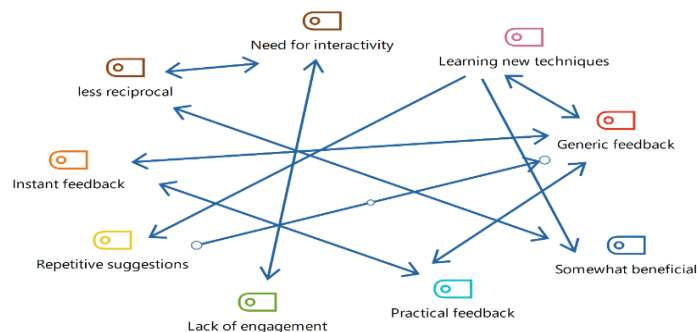 Need for interactivity
Learning new techniques
less reciprocal
Generic feedback
Instant feedback
Repetitive suggestions
Somewhat beneficial
Practical feedback
Lack of engagement